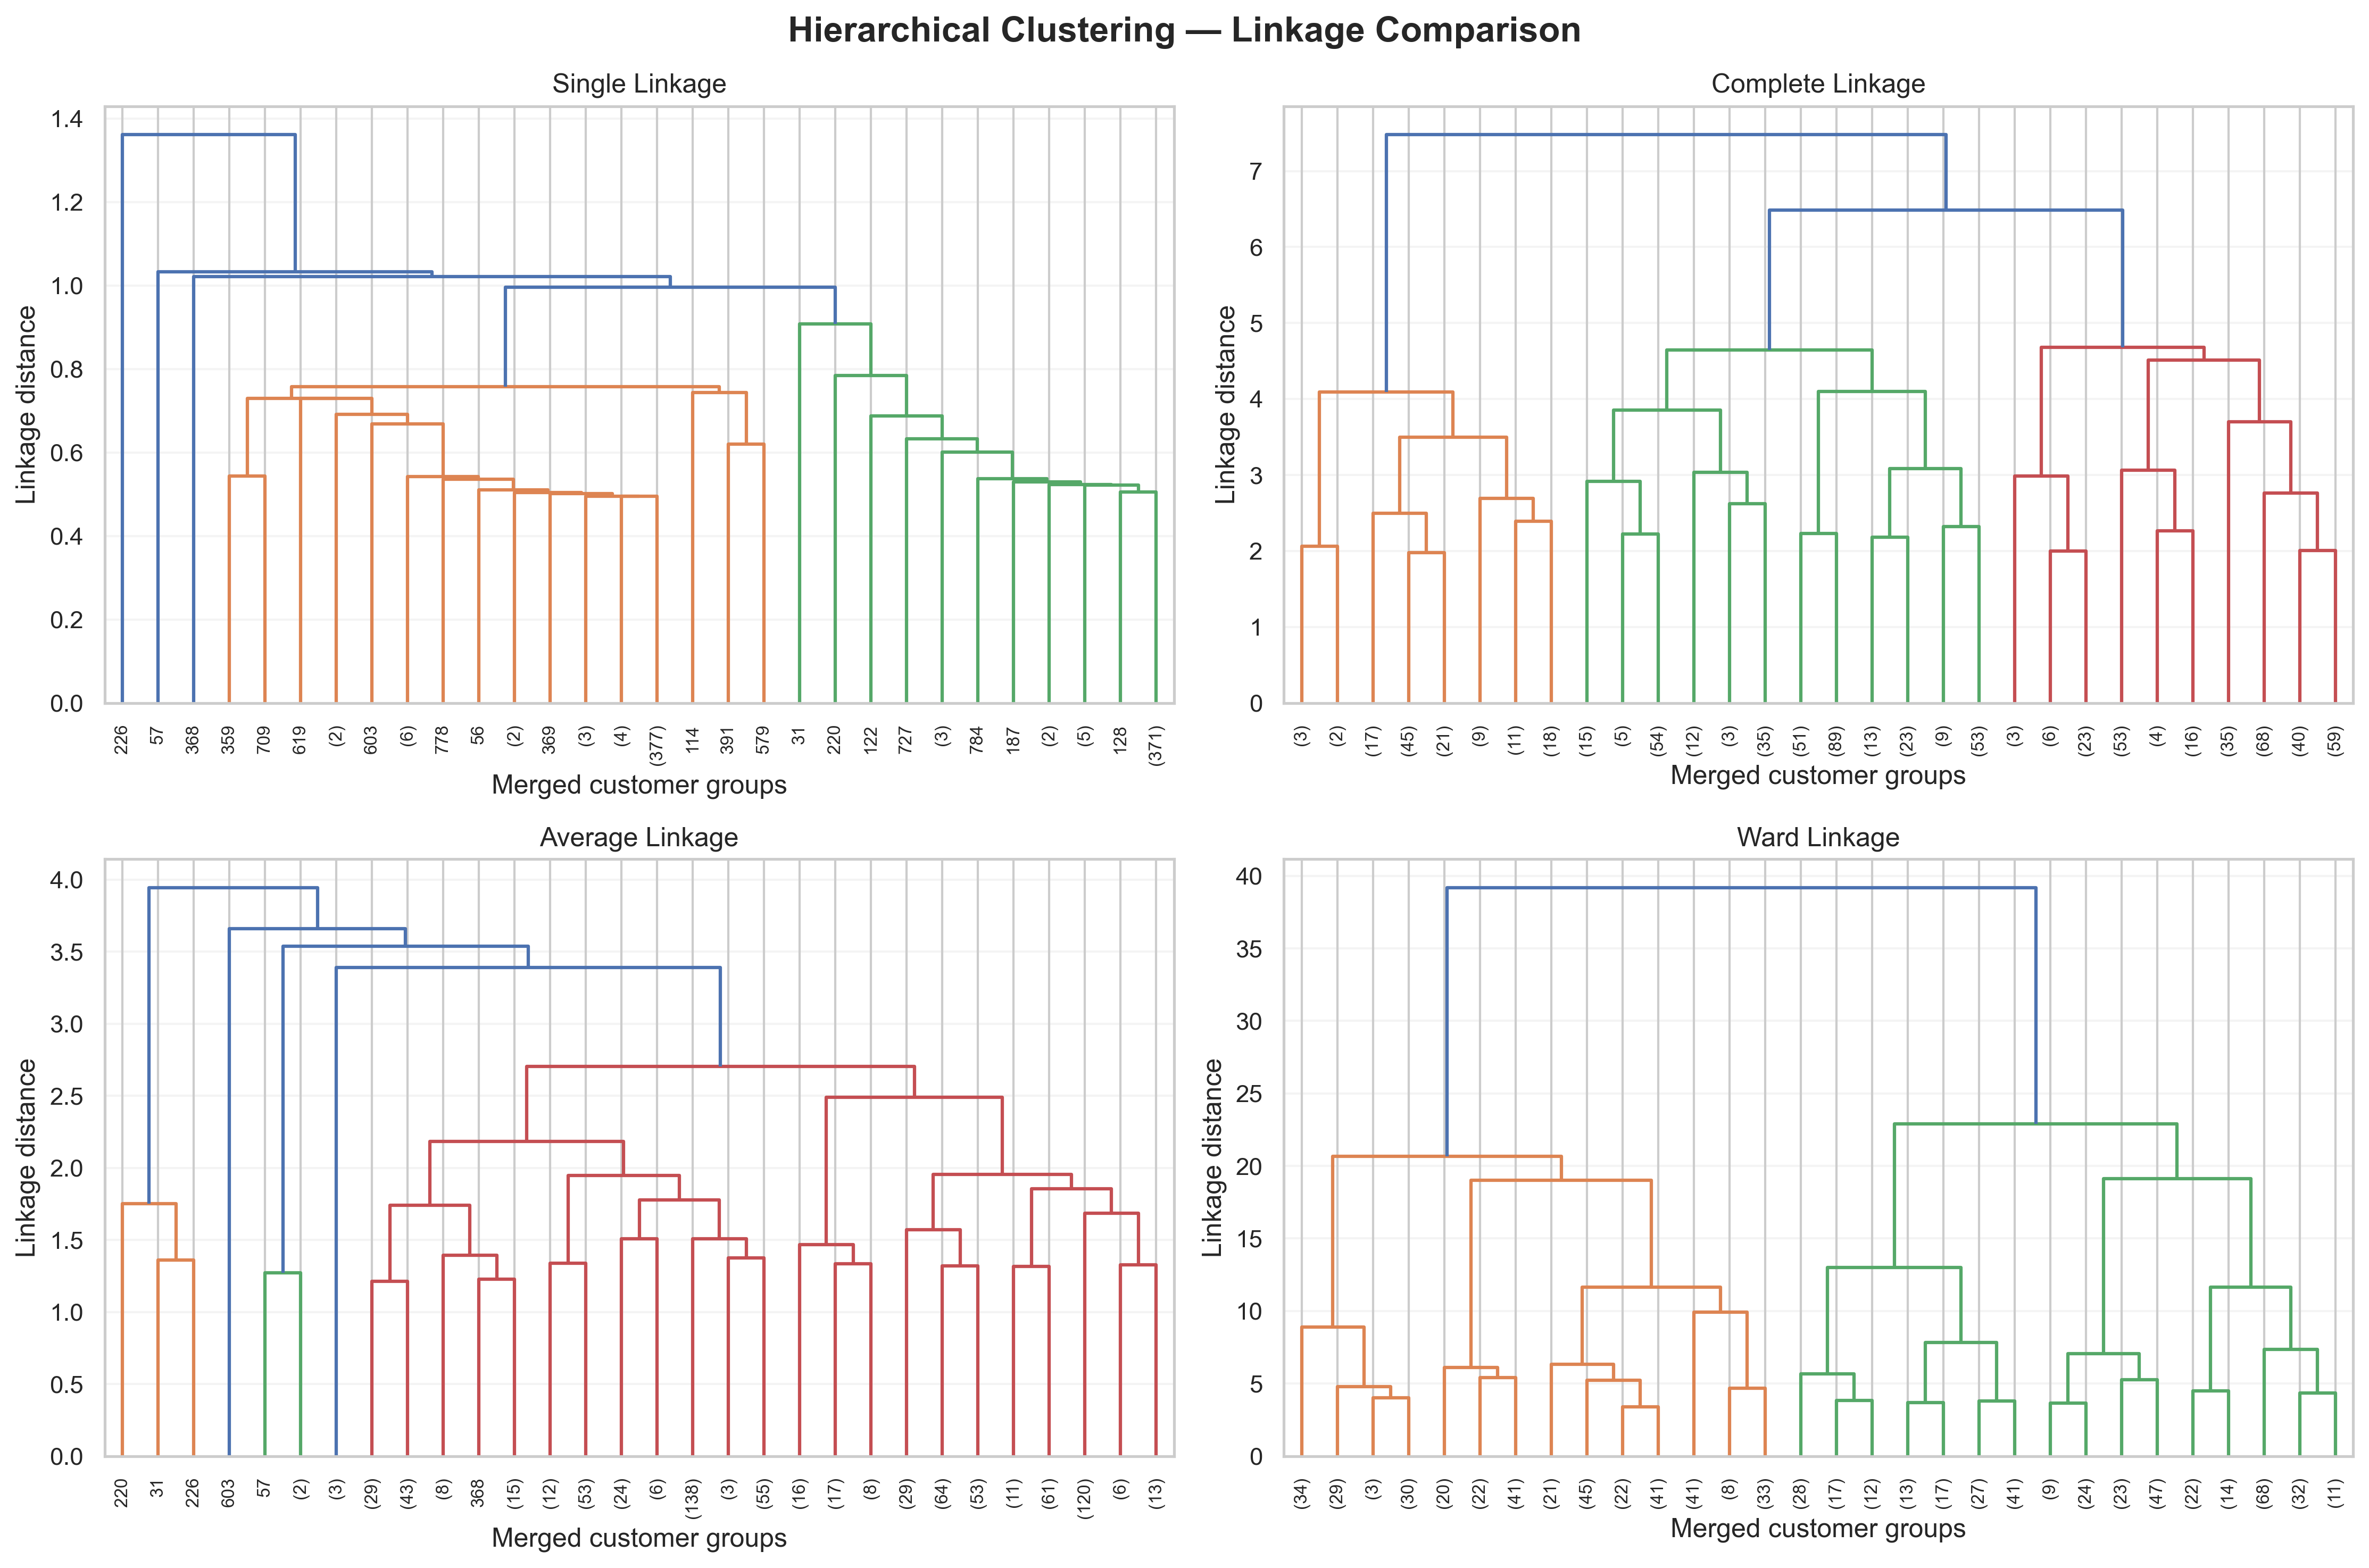 Hierarchical Clustering — Linkage Comparison
Single Linkage
Linkage distance
1.4
1.2
1.0
0.8
0.6
0.4
0.2
0.0
226 57 368 359 709 619 (2) 603 (6) 778 56 (2) 369 (3) (4) (377) 114 391 579 31 220 122 727 (3) 784 187 (2) (5) 128 (371)
Merged customer groups
Complete Linkage
Linkage distance
7
6
5
4
3
2
1
0
(3) (2) (17) (45) (21) (9) (11) (18) (15) (5) (54) (12) (3) (35) (51) (89) (13) (23) (9) (53) (3) (6) (23) (53) (4) (16) (35) (68) (40) (59)
Merged customer groups
Average Linkage
Linkage distance
4.0
3.5
3.0
2.5
2.0
1.5
1.0
0.5
0.0
220 31 226 603 57 (2) (3) (29) (43) (8) 368 (15) (12) (53) (24) (6) (138) (3) (55) (16) (17) (8) (29) (64) (53) (11) (61) (120) (6) (13)
Merged customer groups
Ward Linkage
Linkage distance
40
35
30
25
20
15
10
5
0
(34) (29) (3) (30) (20) (22) (41) (21) (45) (22) (41) (41) (8) (33) (28) (17) (12) (13) (17) (27) (41) (9) (24) (23) (47) (22) (14) (68) (32) (11)
Merged customer groups